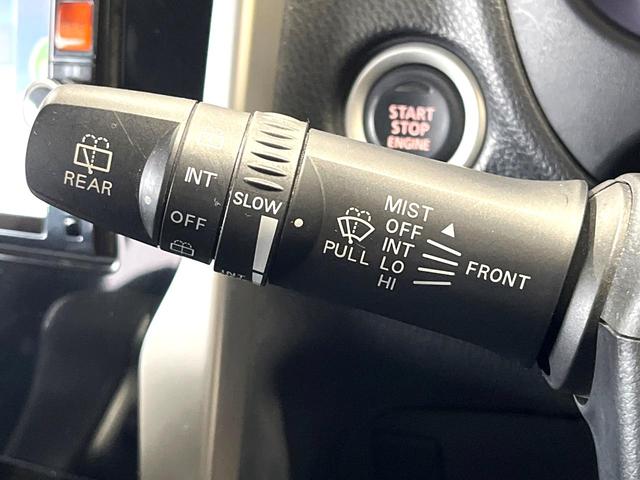 START
STOP
ENGINE
REAR
INT
OFF
SLOW
PULL
MIST
OFF
INT
LO
HI
FRONT